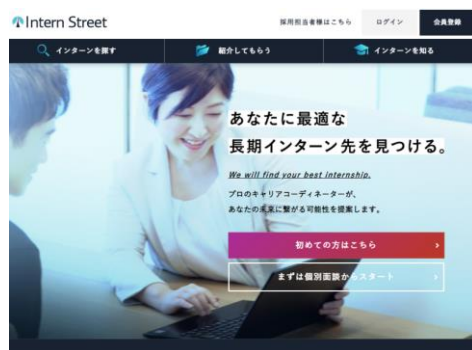 Intern Street
採用担当者様はこちら
ログイン
会員登録
インターンを探す
紹介してもらう
インターンを知る
あなたに最適な
長期インターン先を見つける。
We will find your best internship.
プロのキャリアコーディネーターが、
あなたの未来に繋がる可能性を提案します。
初めての方はこちら
まずは個別面談からスタート